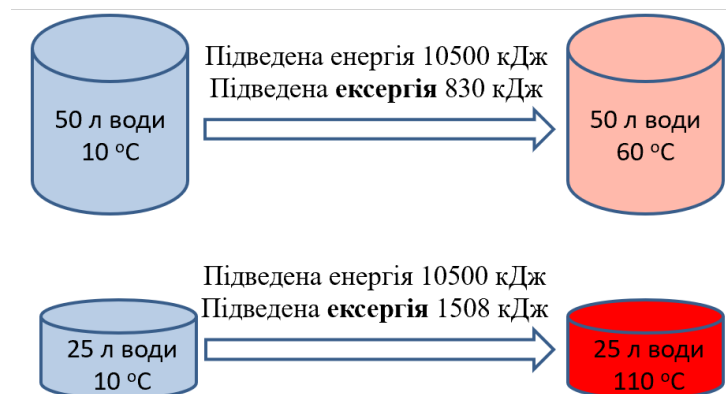 Підведена енергія 10500 кДж
Підведена ексергія 830 кДж
50 л води
10 °C
50 л води
60 °C
Підведена енергія 10500 кДж
Підведена ексергія 1508 кДж
25 л води
10 °C
25 л води
110 °C